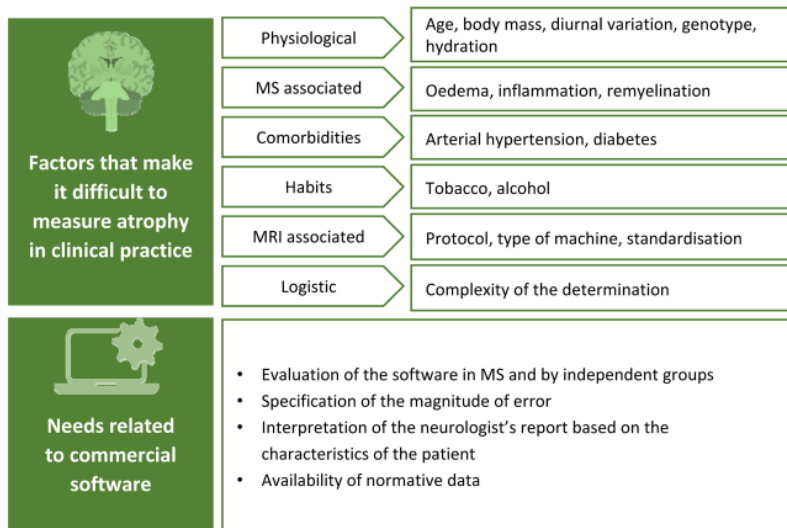 Factors that make
it difficult to
measure atrophy
in clinical practice
Physiological
Age, body mass, diurnal variation, genotype,
hydration
MS associated
Oedema, inflammation, remyelination
Comorbidities
Arterial hypertension, diabetes
Habits
Tobacco, alcohol
MRI associated
Protocol, type of machine, standardisation
Logistic
Complexity of the determination
Needs related
to commercial
software
• Evaluation of the software in MS and by independent groups
• Specification of the magnitude of error
• Interpretation of the neurologist's report based on the
characteristics of the patient
• Availability of normative data